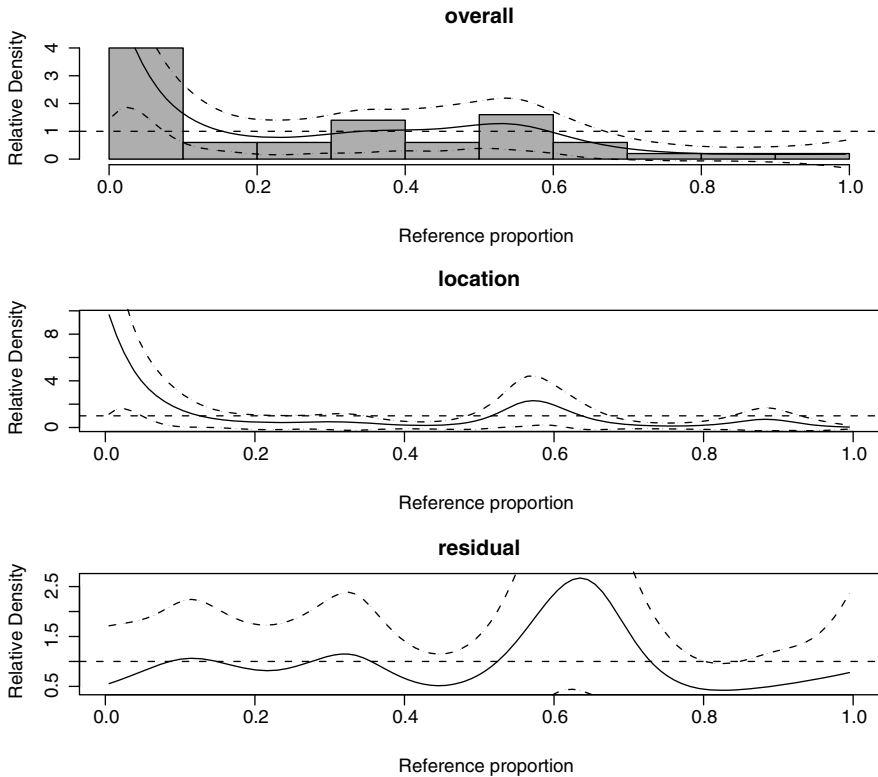 overall
Relative Density
4
3
2
1
0
0.0 0.2 0.4 0.6 0.8 1.0
Reference proportion
location
Relative Density
8
4
0
0.0 0.2 0.4 0.6 0.8 1.0
Reference proportion
residual
Relative Density
2.5
1.5
0.5
0.0 0.2 0.4 0.6 0.8 1.0
Reference proportion